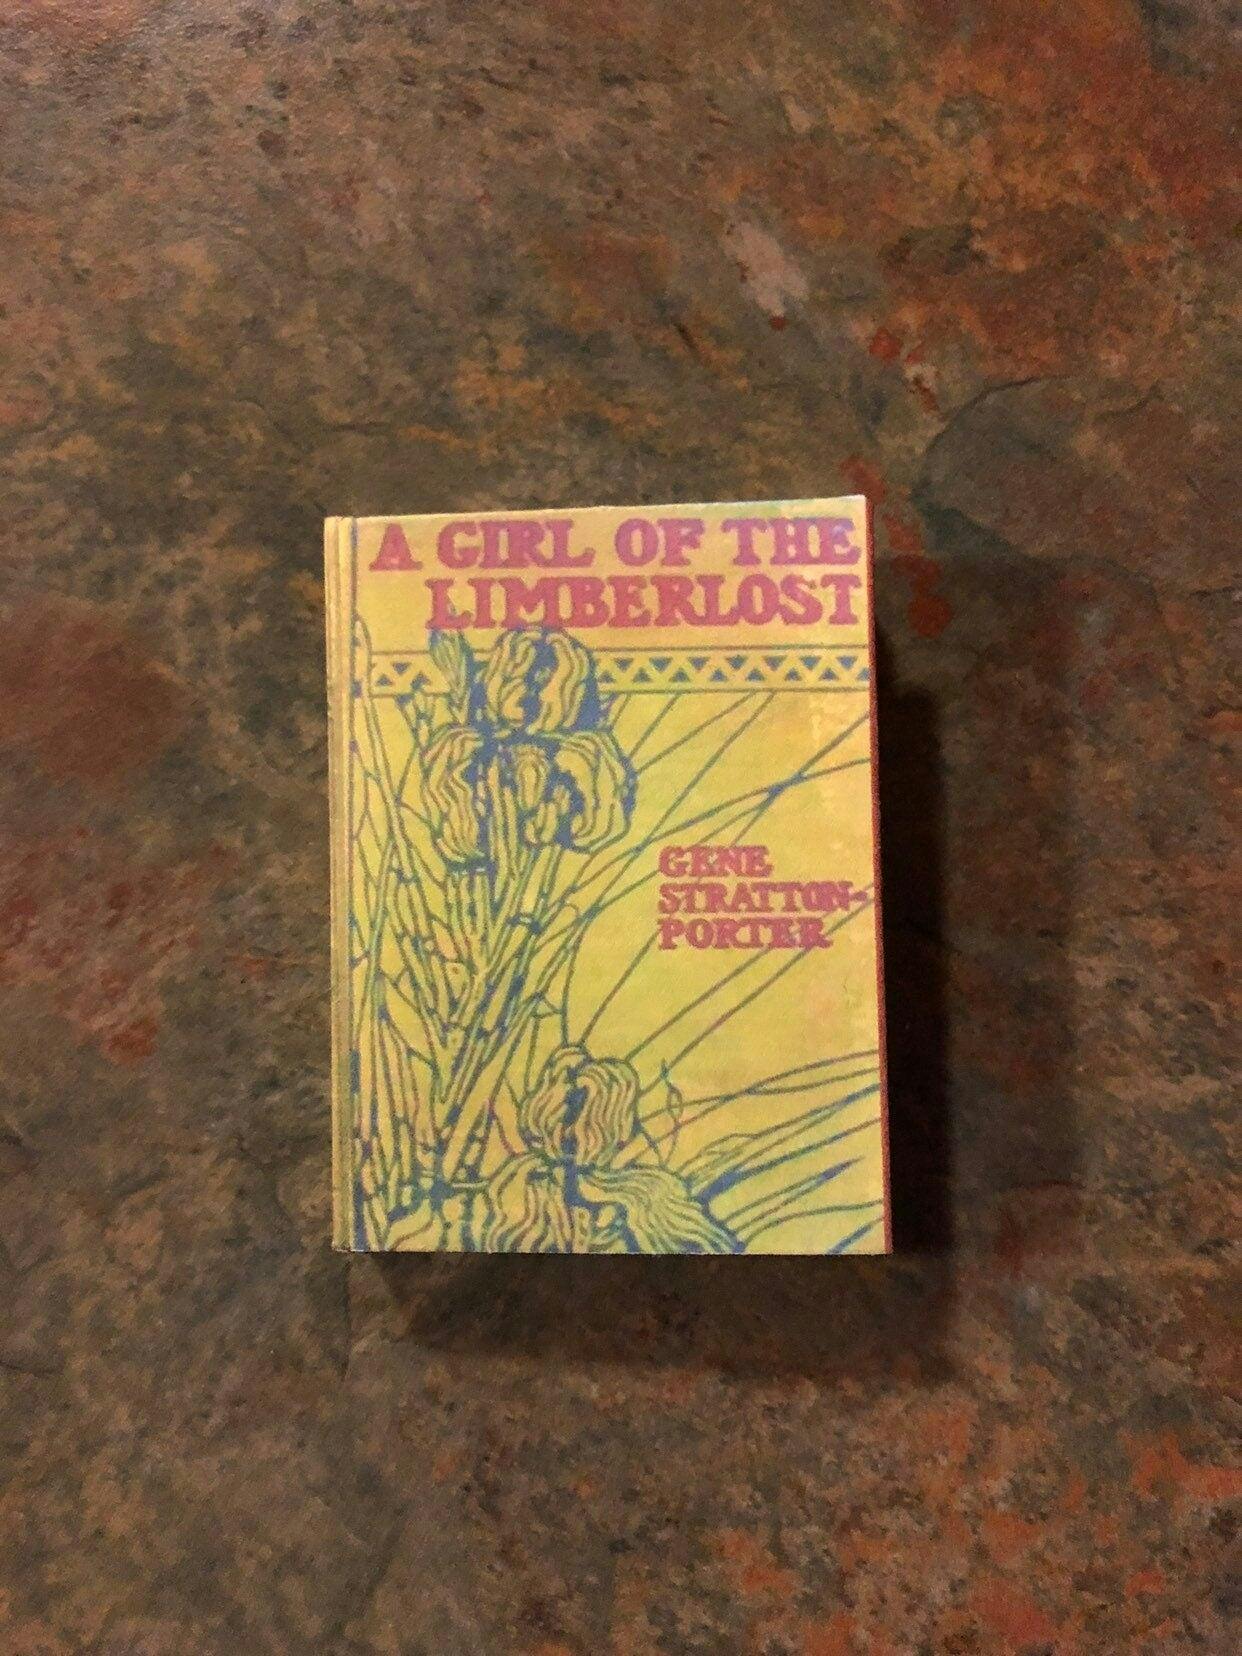 A GIRL OF THE
LIMBERLOST
GENE
STRATTON-
PORTER